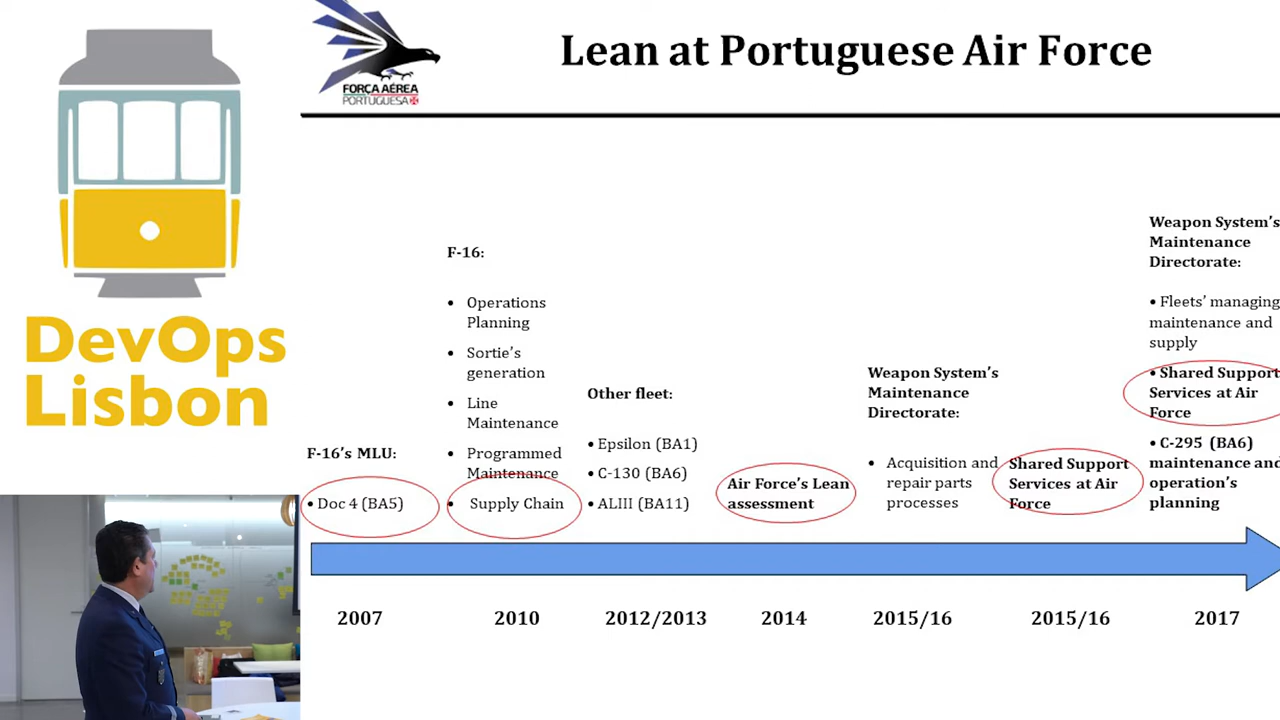 DevOps
Lisbon
FORÇA AÉREA
PORTUGUESA
Lean at Portuguese Air Force
F-16's MLU:
• Doc 4 (BA5)
F-16:
• Operations
Planning
• Sortie's
generation
• Line
Maintenance
• Programmed
Maintenance
• Supply Chain
Other fleet:
• Epsilon (BA1)
• C-130 (BA6)
• ALIII (BA11)
Air Force's Lean
assessment
Weapon System's
Maintenance
Directorate:
• Acquisition and
repair parts
processes
Shared Support
Services at Air
Force
Weapon System's
Maintenance
Directorate:
• Fleets' managing
maintenance and
supply
• Shared Support
Services at Air
Force
• C-295 (BA6)
maintenance and
operation's
planning
2007
2010
2012/2013
2014
2015/16
2015/16
2017